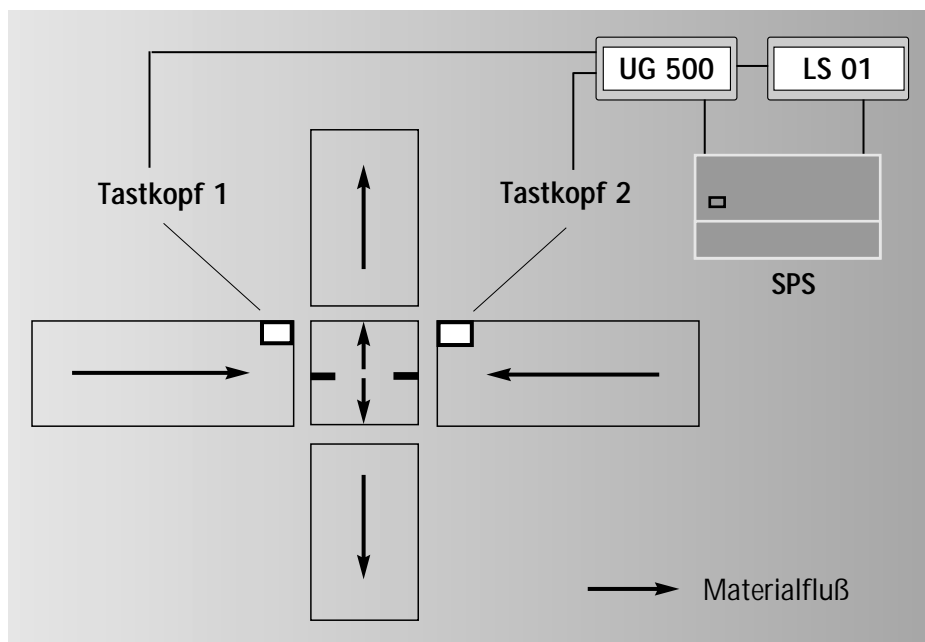 UG 500
LS 01
Tastkopf 1
Tastkopf 2
SPS
Materialfluß